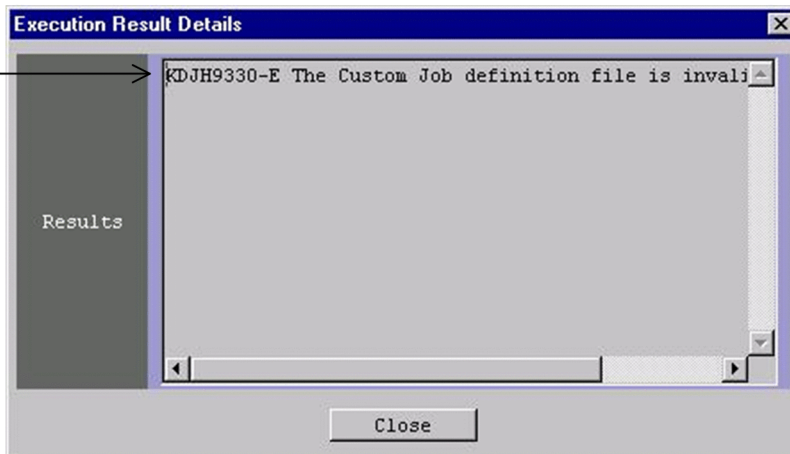 Execution Result Details
KDJH9330-E The Custom Job definition file is invali
Results
Close